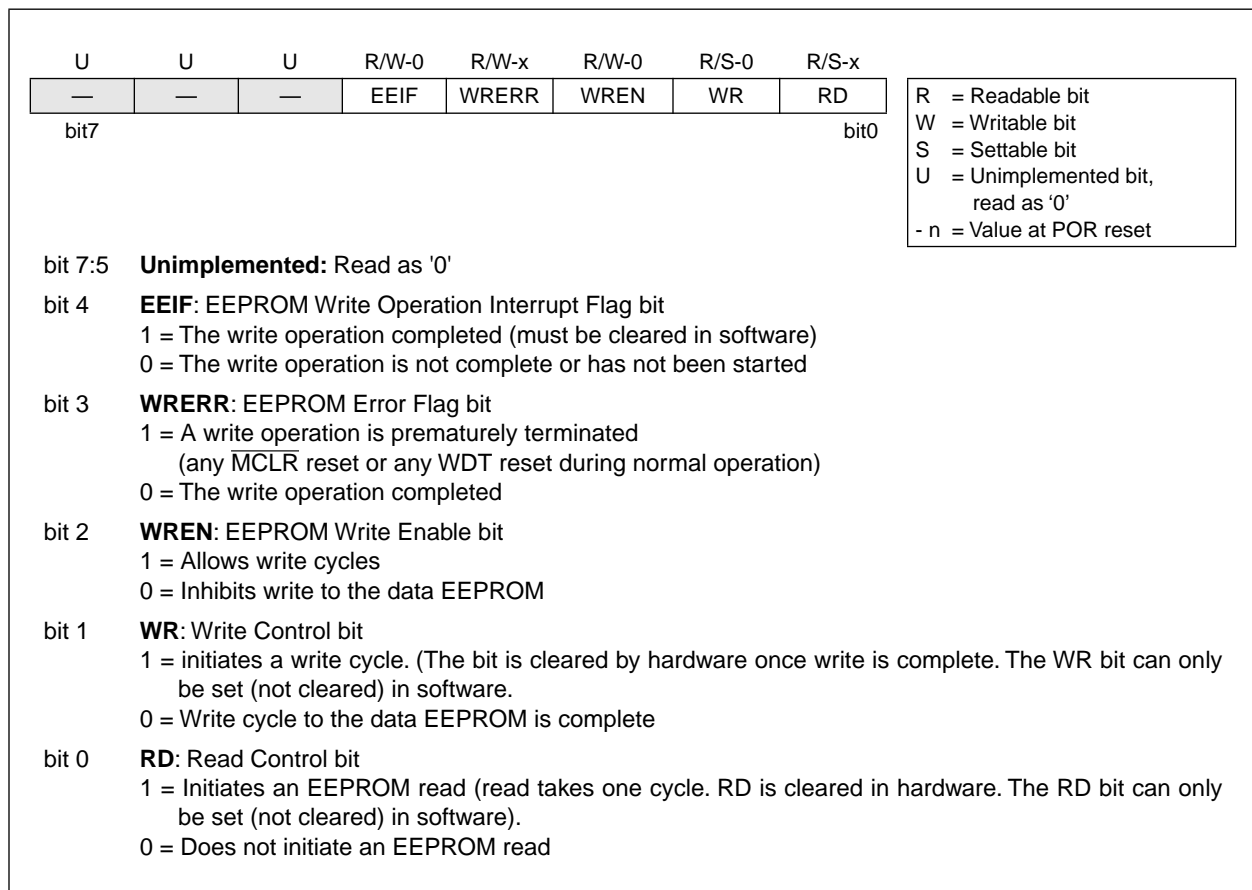 U U U R/W-0 R/W-x R/W-0 R/S-0 R/S-x
— — — EEIF WRERR WREN WR RD
bit7 bit0
R = Readable bit
W = Writable bit
S = Settable bit
U = Unimplemented bit,
read as ‘0’
- n = Value at POR reset
bit 7:5 Unimplemented: Read as '0'
bit 4 EEIF: EEPROM Write Operation Interrupt Flag bit
1 = The write operation completed (must be cleared in software)
0 = The write operation is not complete or has not been started
bit 3 WRERR: EEPROM Error Flag bit
1 = A write operation is prematurely terminated
(any MCLR reset or any WDT reset during normal operation)
0 = The write operation completed
bit 2 WREN: EEPROM Write Enable bit
1 = Allows write cycles
0 = Inhibits write to the data EEPROM
bit 1 WR: Write Control bit
1 = initiates a write cycle. (The bit is cleared by hardware once write is complete. The WR bit can only
be set (not cleared) in software.
0 = Write cycle to the data EEPROM is complete
bit 0 RD: Read Control bit
1 = Initiates an EEPROM read (read takes one cycle. RD is cleared in hardware. The RD bit can only
be set (not cleared) in software).
0 = Does not initiate an EEPROM read